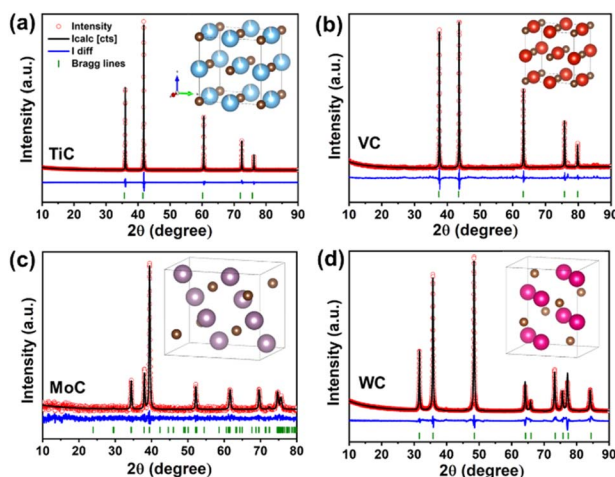 (a)
Intensity
Icalc [cts]
I diff
Bragg lines
TiC
Intensity (a.u.)
10 20 30 40 50 60 70 80 90
2θ (degree)
(b)
VC
Intensity (a.u.)
10 20 30 40 50 60 70 80 90
2θ (degree)
(c)
MoC
Intensity (a.u.)
10 20 30 40 50 60 70 80
2θ (degree)
(d)
WC
Intensity (a.u.)
10 20 30 40 50 60 70 80 90
2θ (degree)